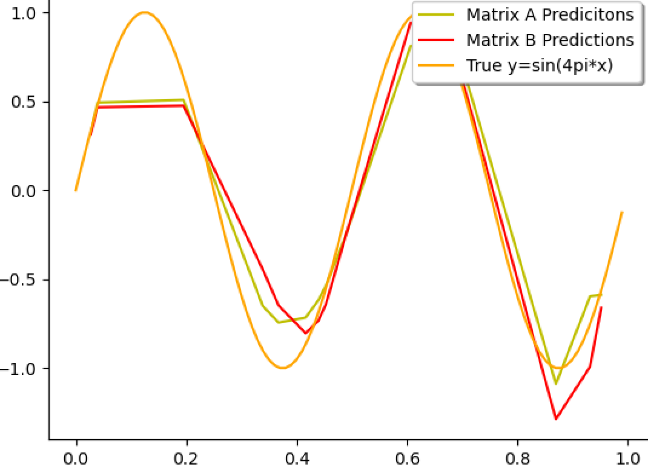 Matrix A Predicitons
Matrix B Predictions
True y=sin(4pi*x)
1.0
0.5
0.0
−0.5
−1.0
0.0 0.2 0.4 0.6 0.8 1.0